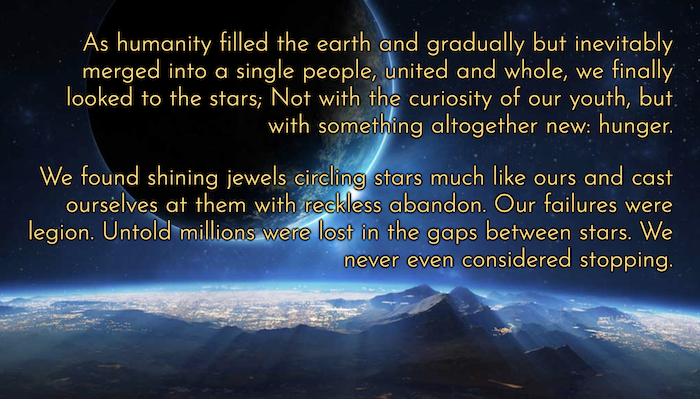 As humanity filled the earth and gradually but inevitably
merged into a single people, united and whole, we finally
looked to the stars; Not with the curiosity of our youth, but
with something altogether new: hunger.
We found shining jewels circling stars much like ours and cast
ourselves at them with reckless abandon. Our failures were
legion. Untold millions were lost in the gaps between stars. We
never even considered stopping.